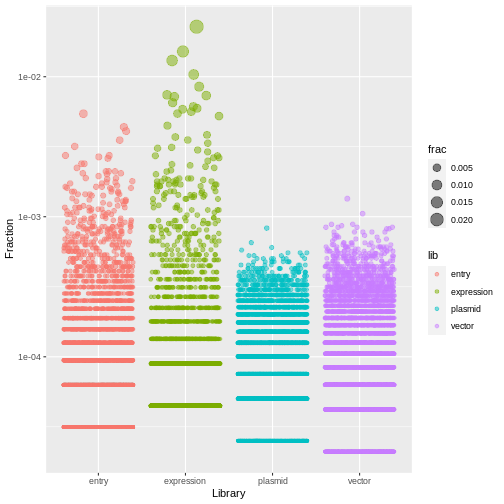 1e-02
1e-03
1e-04
Fraction
entry
expression
plasmid
vector
Library
frac
0.005
0.010
0.015
0.020
lib
entry
expression
plasmid
vector